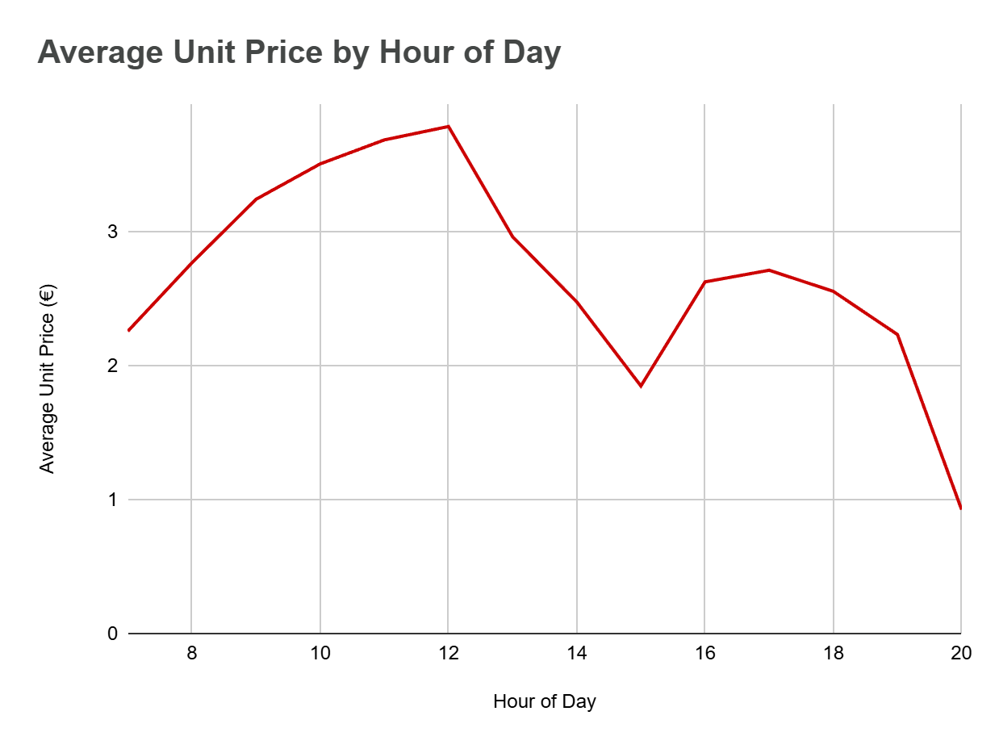 Average Unit Price by Hour of Day
Average Unit Price (€)
3
2
1
0
8 10 12 14 16 18 20
Hour of Day